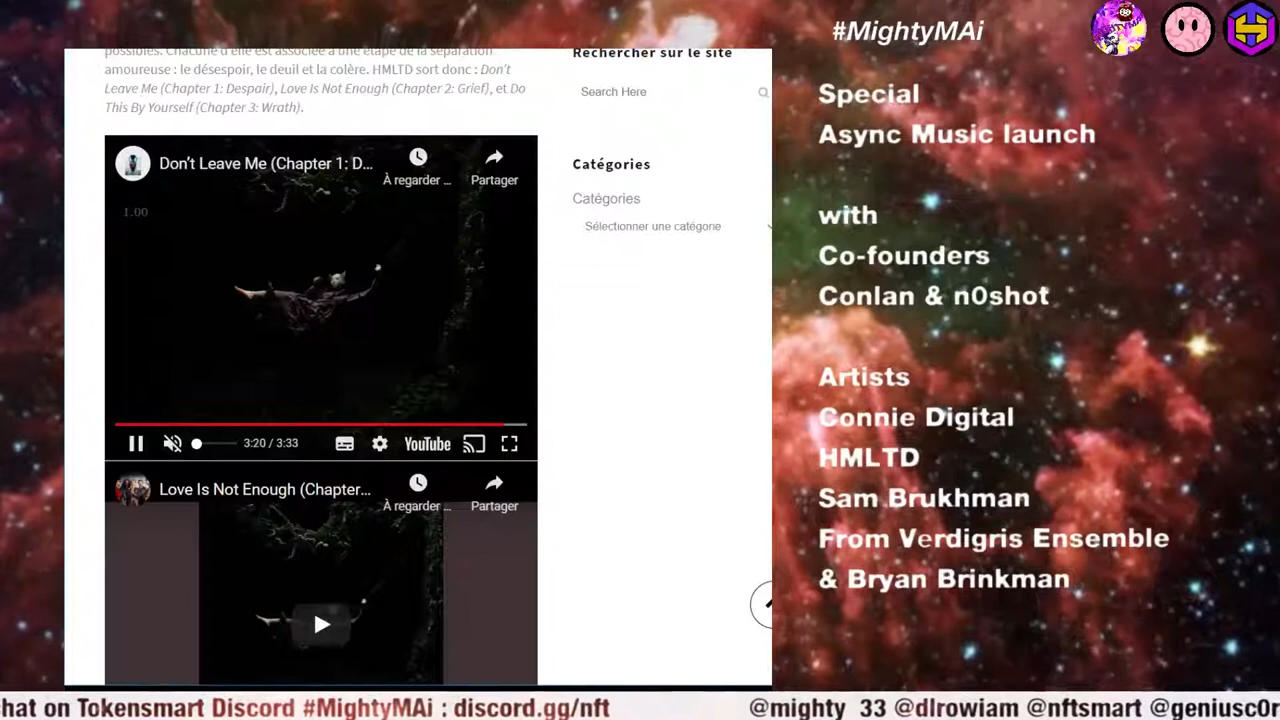 possibles. Chacune d'elle est associée à une étape de la séparation
amoureuse : le désespoir, le deuil et la colère. HMLTD sort donc : Don't
Leave Me (Chapter 1: Despair), Love Is Not Enough (Chapter 2: Grief), et Do
This By Yourself (Chapter 3: Wrath).
Don't Leave Me (Chapter 1: D...
À regarder ...
Partager
1.00
3:20 / 3:33
YouTube
Love Is Not Enough (Chapter...
À regarder ...
Partager
Rechercher sur le site
Search Here
Catégories
Catégories
Sélectionner une catégorie
#MightyMAi
Special
Async Music launch
with
Co-founders
Conlan & n0shot
Artists
Connie Digital
HMLTD
Sam Brukhman
From Verdigris Ensemble
& Bryan Brinkman
hat on Tokensmart Discord #MightyMAi : discord.gg/nft
@mighty_33 @dlrowiam @nftsmart @geniusc0r